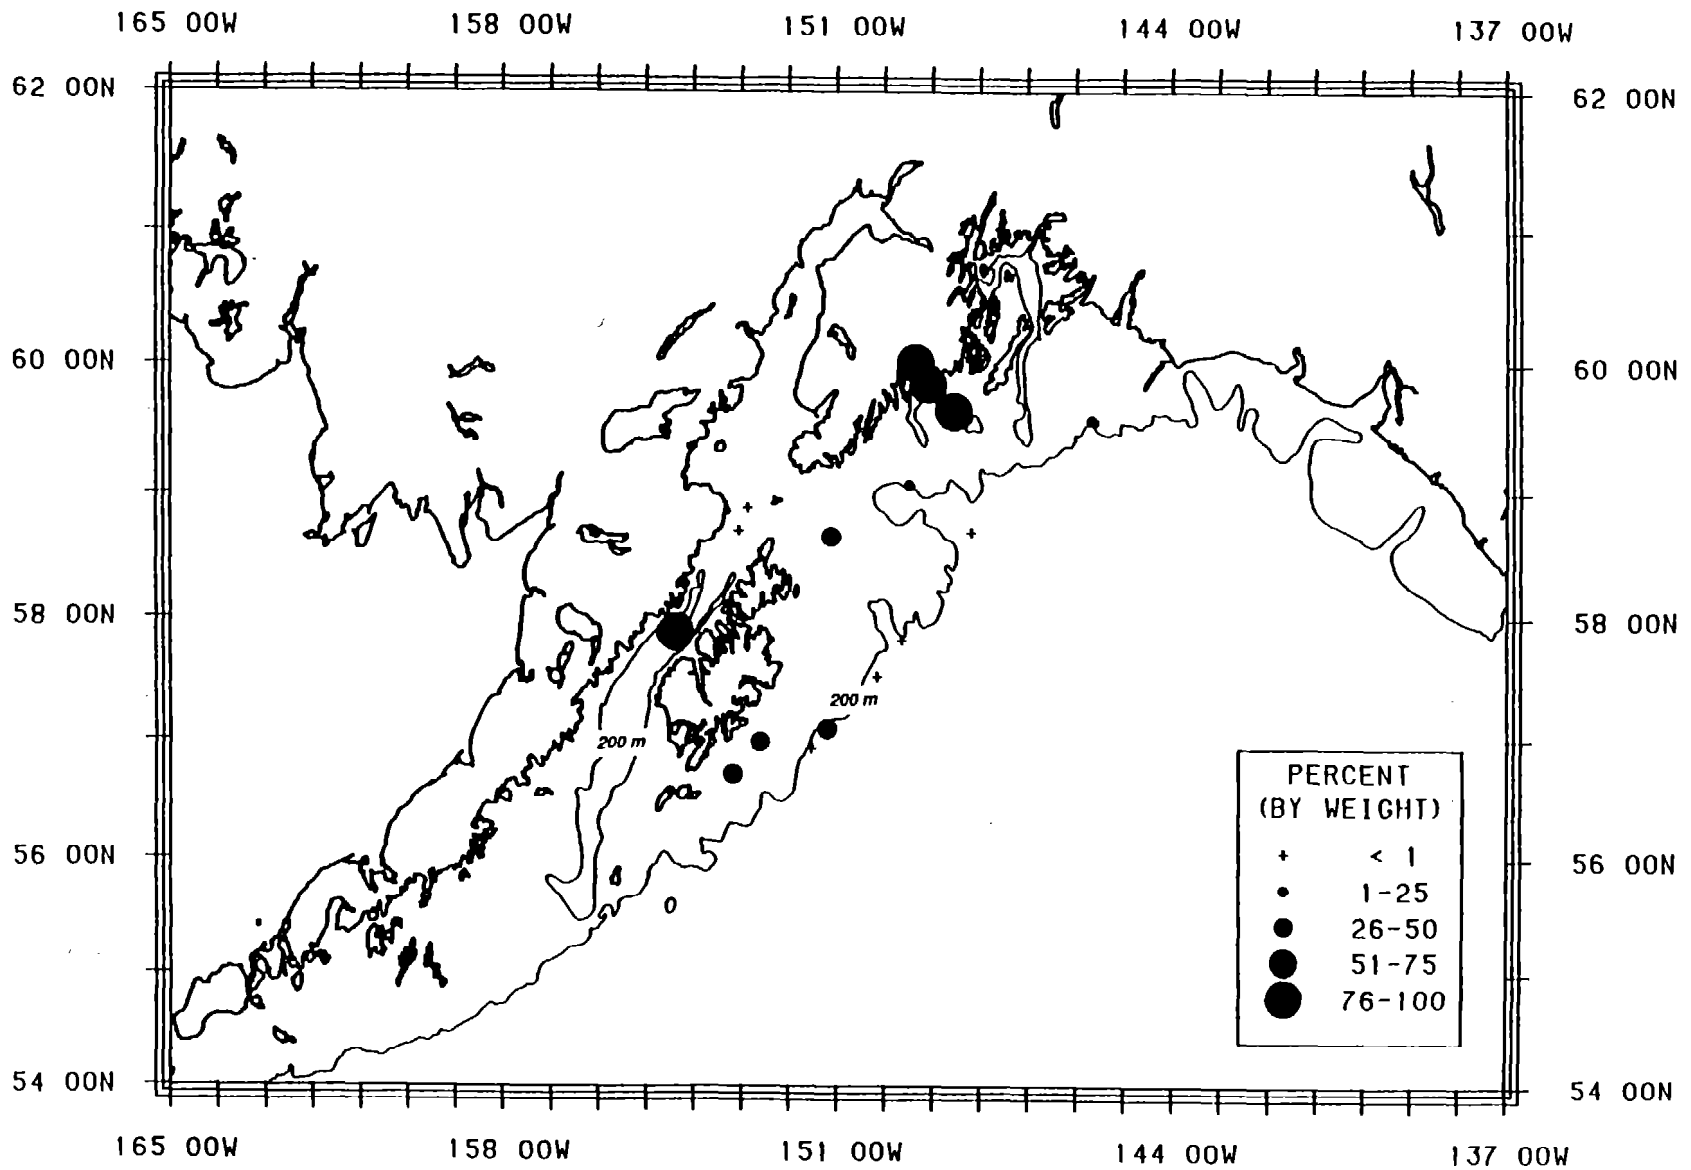 165 00W 158 00W 151 00W 144 00W 137 00W
62 00N 62 00N
60 00N 60 00N
58 00N 58 00N
200 m
200 m
PERCENT
(BY WEIGHT)
56 00N 56 00N
+ < 1
1-25
26-50
51-75
76-100
54 00N 54 00N
165 00W 158 00W 151 00W 144 00W 137 00W